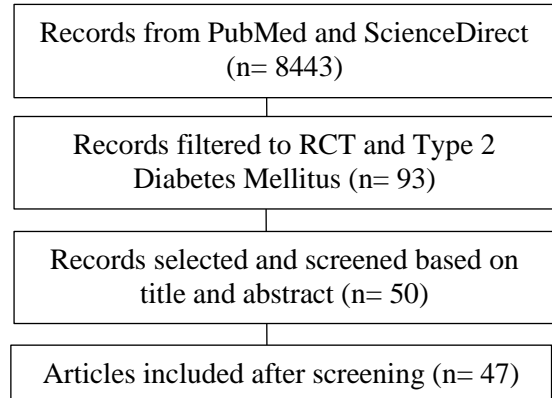 Records from PubMed and ScienceDirect
(n= 8443)
Records filtered to RCT and Type 2
Diabetes Mellitus (n= 93)
Records selected and screened based on
title and abstract (n= 50)
Articles included after screening (n= 47)